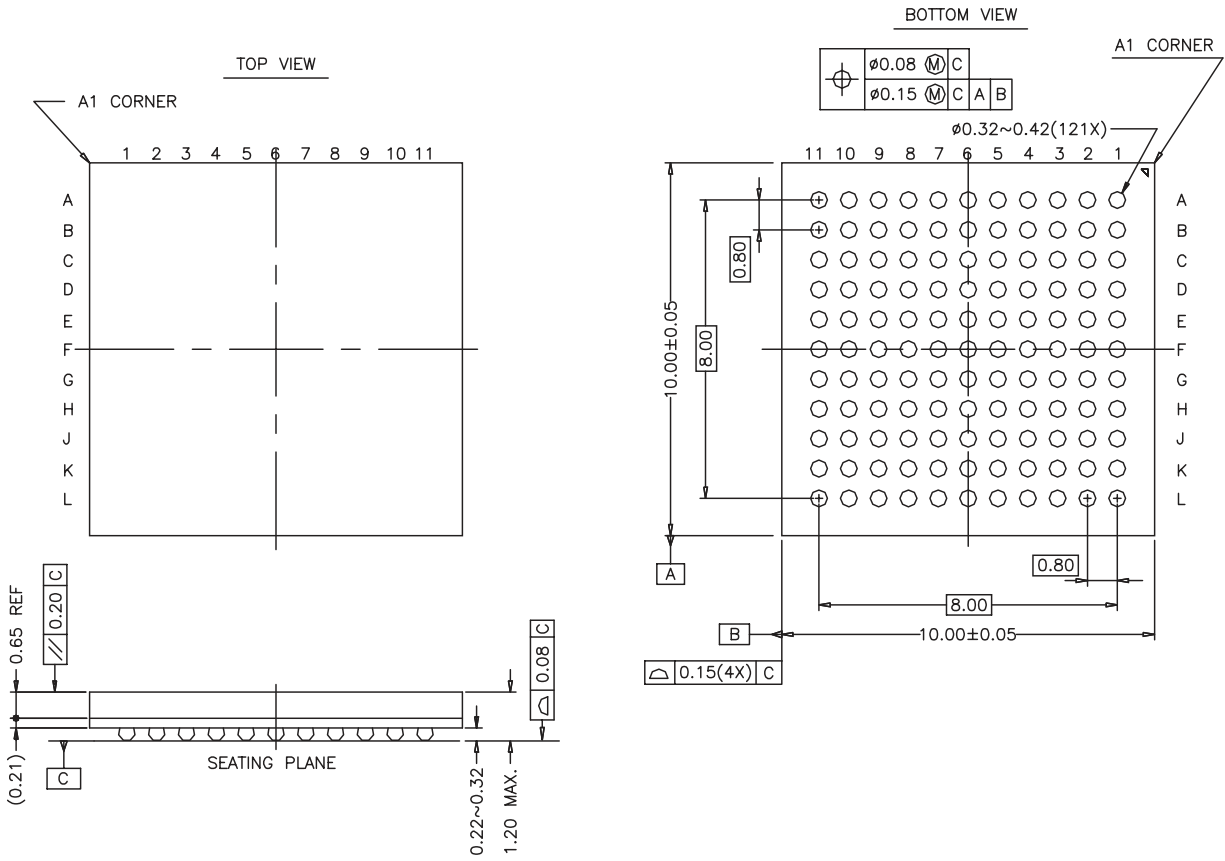 BOTTOM VIEW
TOP VIEW
A1 CORNER
A1 CORNER
ø0.08 Ⓜ C
ø0.15 Ⓜ C A B
ø0.32~0.42(121X)
1 2 3 4 5 6 7 8 9 10 11
11 10 9 8 7 6 5 4 3 2 1
A
B
C
D
E
F
G
H
J
K
L
A
B
C
D
E
F
G
H
J
K
L
0.80
8.00
10.00±0.05
A
0.80
8.00
10.00±0.05
B
0.15(4X) C
0.65 REF
// 0.20 C
0.08 C
(0.21)
C
SEATING PLANE
0.22~0.32
1.20 MAX.